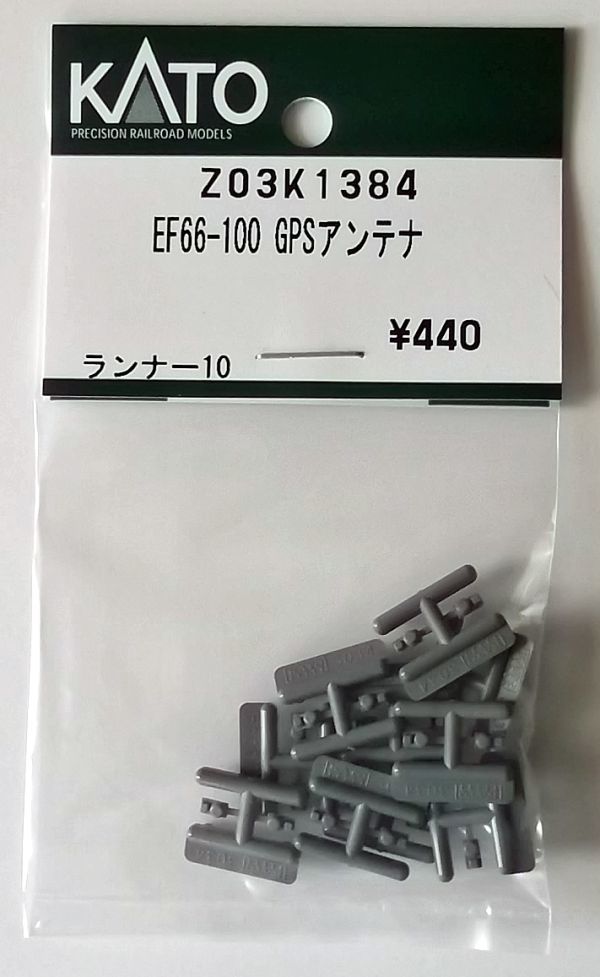 KATO
PRECISION RAILROAD MODELS
Z03K1384
EF66-100 GPSアンテナ
¥440
ランナー10